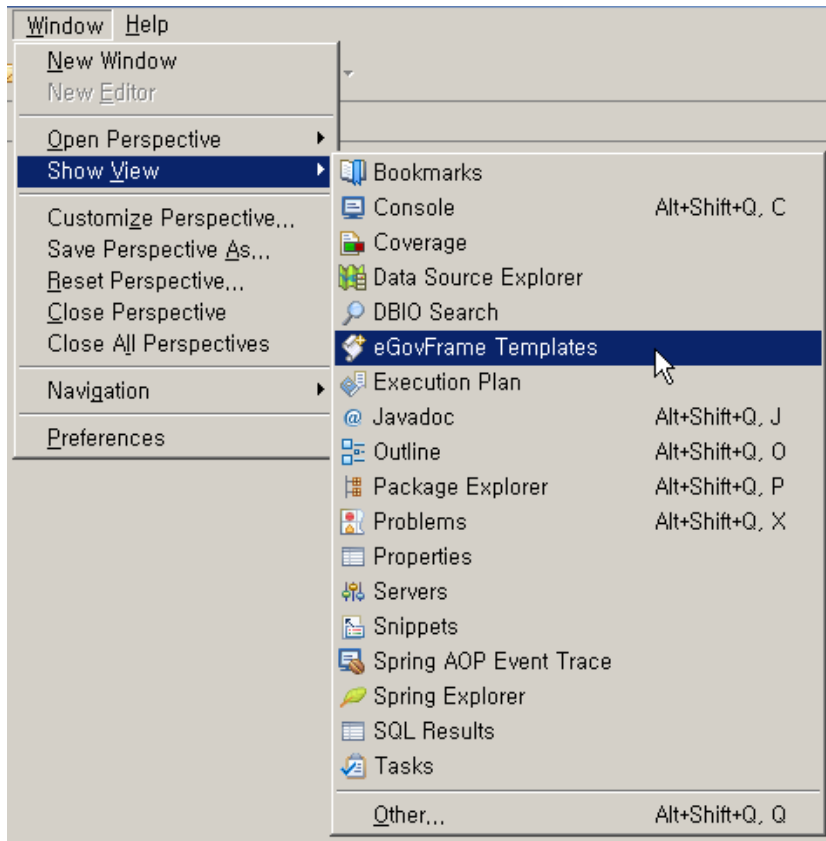 Window Help
New Window
New Editor
Open Perspective
Show View
Customize Perspective...
Save Perspective As...
Reset Perspective...
Close Perspective
Close All Perspectives
Navigation
Preferences
Bookmarks
Console Alt+Shift+Q, C
Coverage
Data Source Explorer
DBIO Search
eGovFrame Templates
Execution Plan
Javadoc Alt+Shift+Q, J
Outline Alt+Shift+Q, O
Package Explorer Alt+Shift+Q, P
Problems Alt+Shift+Q, X
Properties
Servers
Snippets
Spring AOP Event Trace
Spring Explorer
SQL Results
Tasks
Other... Alt+Shift+Q, Q